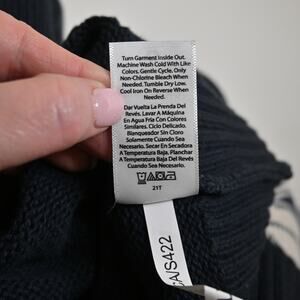 Turn Garment Inside Out.
Machine Wash Cold With Like
Colors. Gentle Cycle. Only
Non-Chlorine Bleach When
Needed. Tumble Dry Low.
Cool Iron On Reverse When
Needed.
Dar Vuelta La Prenda Del
Revés. Lavar A Máquina
En Agua Fria Con Colores
Similares. Ciclo Delicado.
Blanqueador Sin Cloro
Solamente Cuando Sea
Necesario. Secar En Secadora
A Temperatura Baja. Planchar
A Temperatura Baja Del Revés
Cuando Sea Necesario.
21T
CA/S422